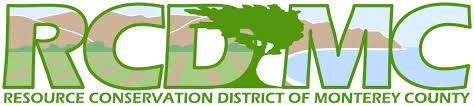 RCDMC
RESOURCE CONSERVATION DISTRICT OF MONTEREY COUNTY